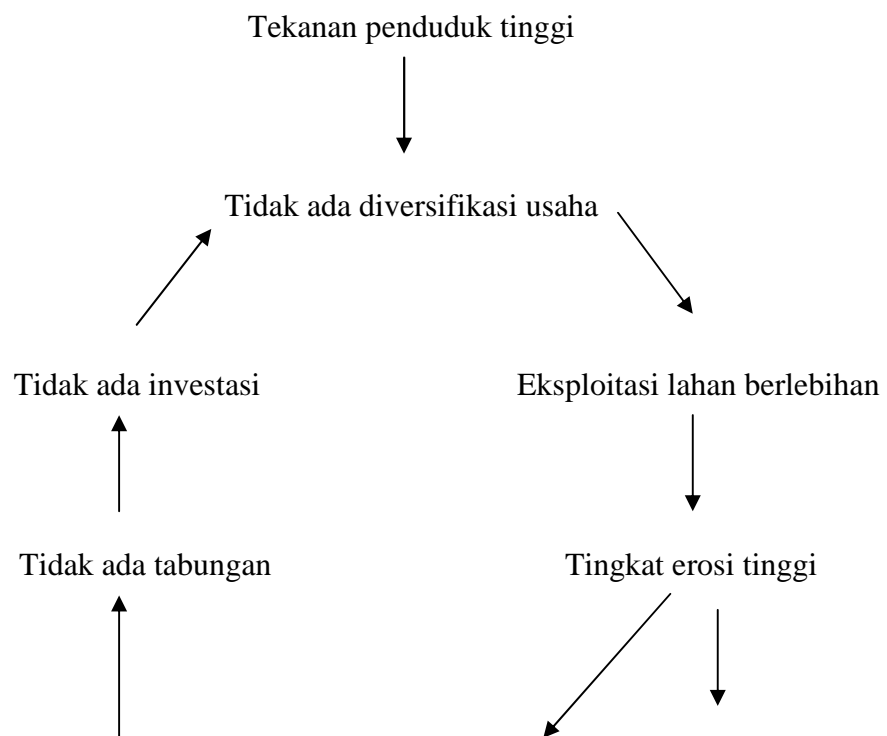 Tekanan penduduk tinggi
Tidak ada diversifikasi usaha
Tidak ada investasi
Eksploitasi lahan berlebihan
Tidak ada tabungan
Tingkat erosi tinggi